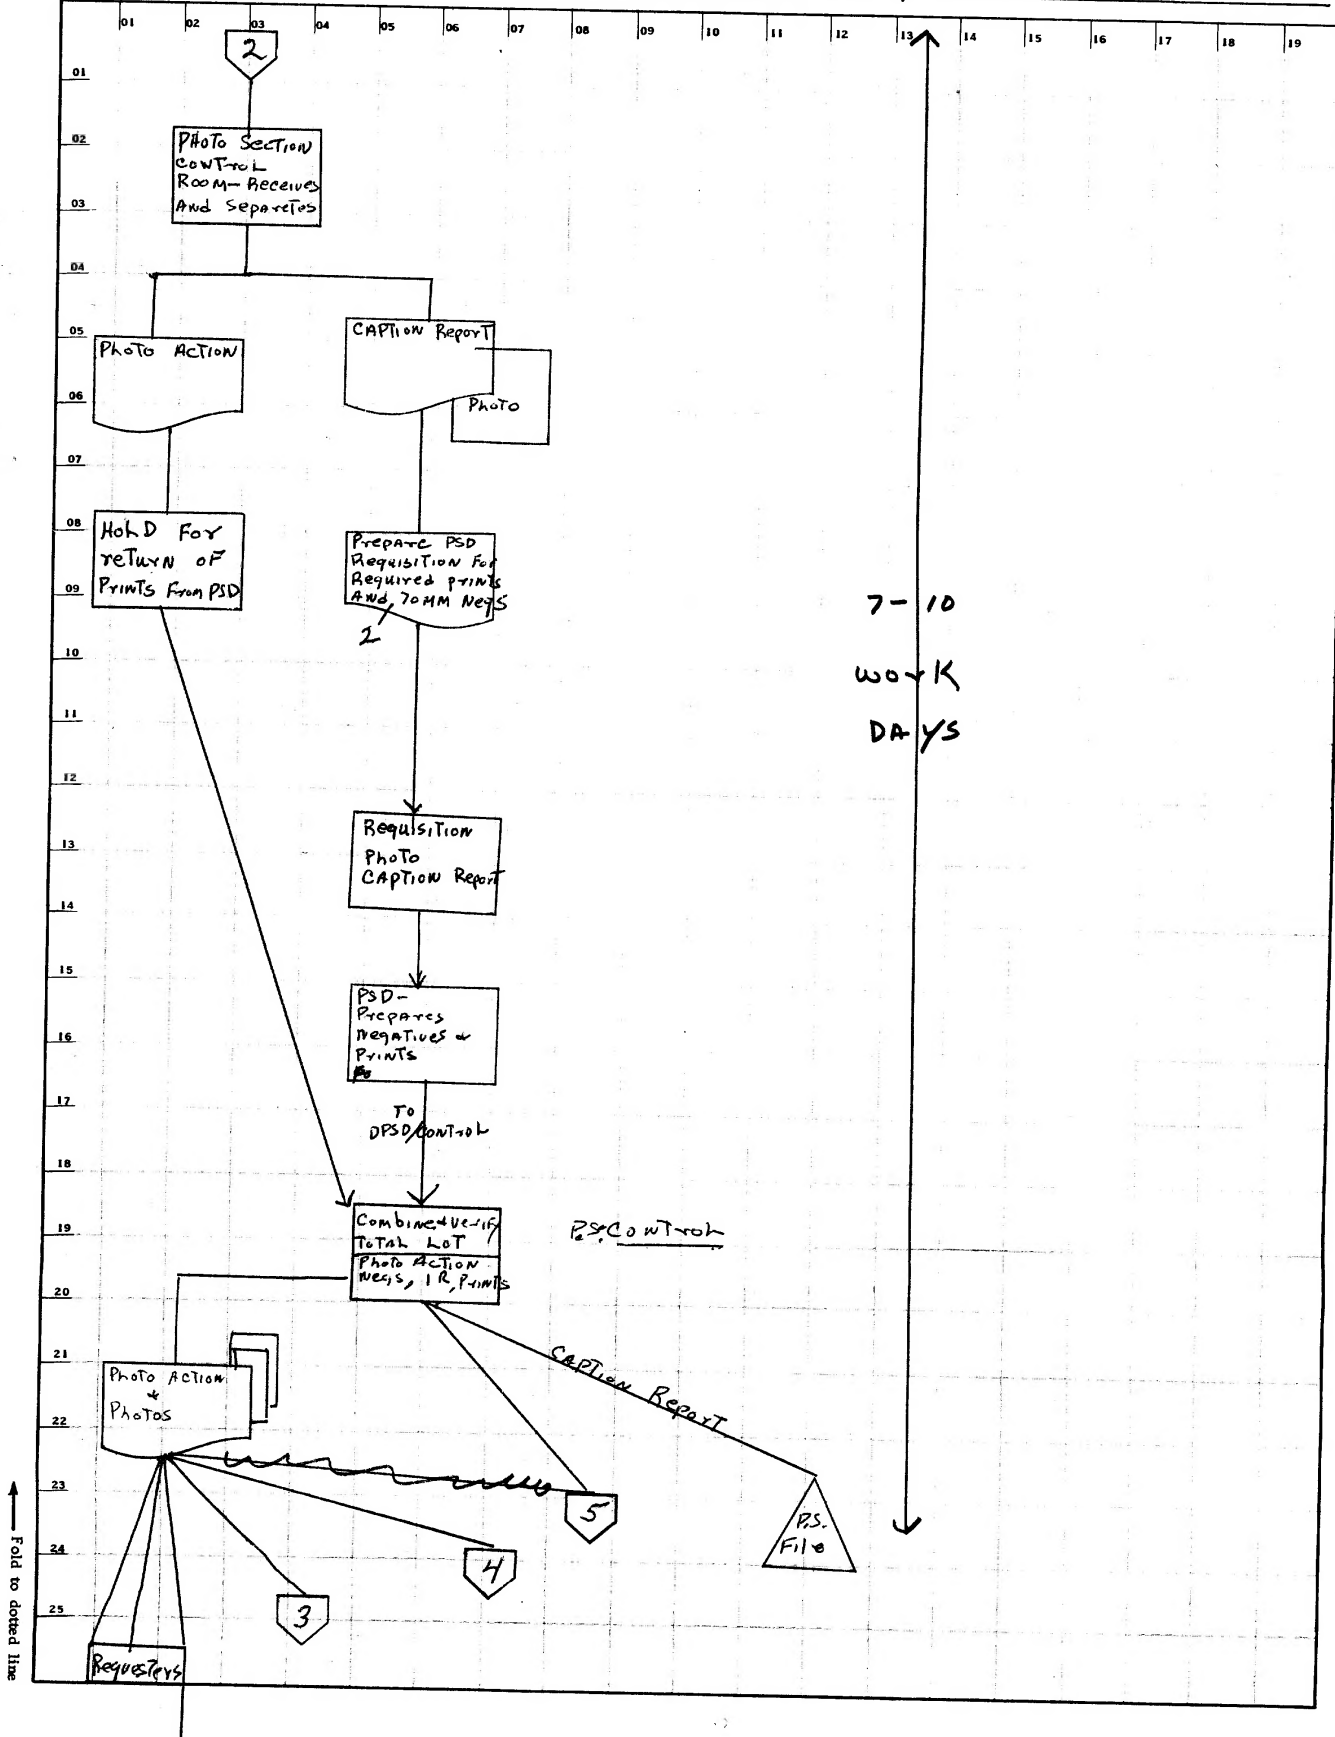 01 02 03 04 05 06 07 08 09 10 11 12 13 14 15 16 17 18 19
2
01
02
03
04
05
06
07
08
09
10
11
12
13
14
15
16
17
18
19
20
21
22
23
24
25
PHOTO SECTION
CONTROL
ROOM-Receives
And Separetes
PhoTo ACTION
CAPTION RePorT
PhoTo
HOLD For
reTurn oF
PrinTs From PSD
Prepare PSD
RequisiTion For
Required prinTs
And 70MM Negs
2
7-10
work
DAYS
RequisiTion
PhoTo
CAPTION Report
PSD-
PrepAres
NegATives &
PrinTs
To
DPSD/CONTROL
Combine & Verify
ToTAL LoT
PhoTo ACTION
Negs, IR, PrinTs
P.S. ConTroL
CAPTION Report
PhoTo ACTION
&
PhoTos
5
4
3
P.S.
File
RequesTers
Fold to dotted line